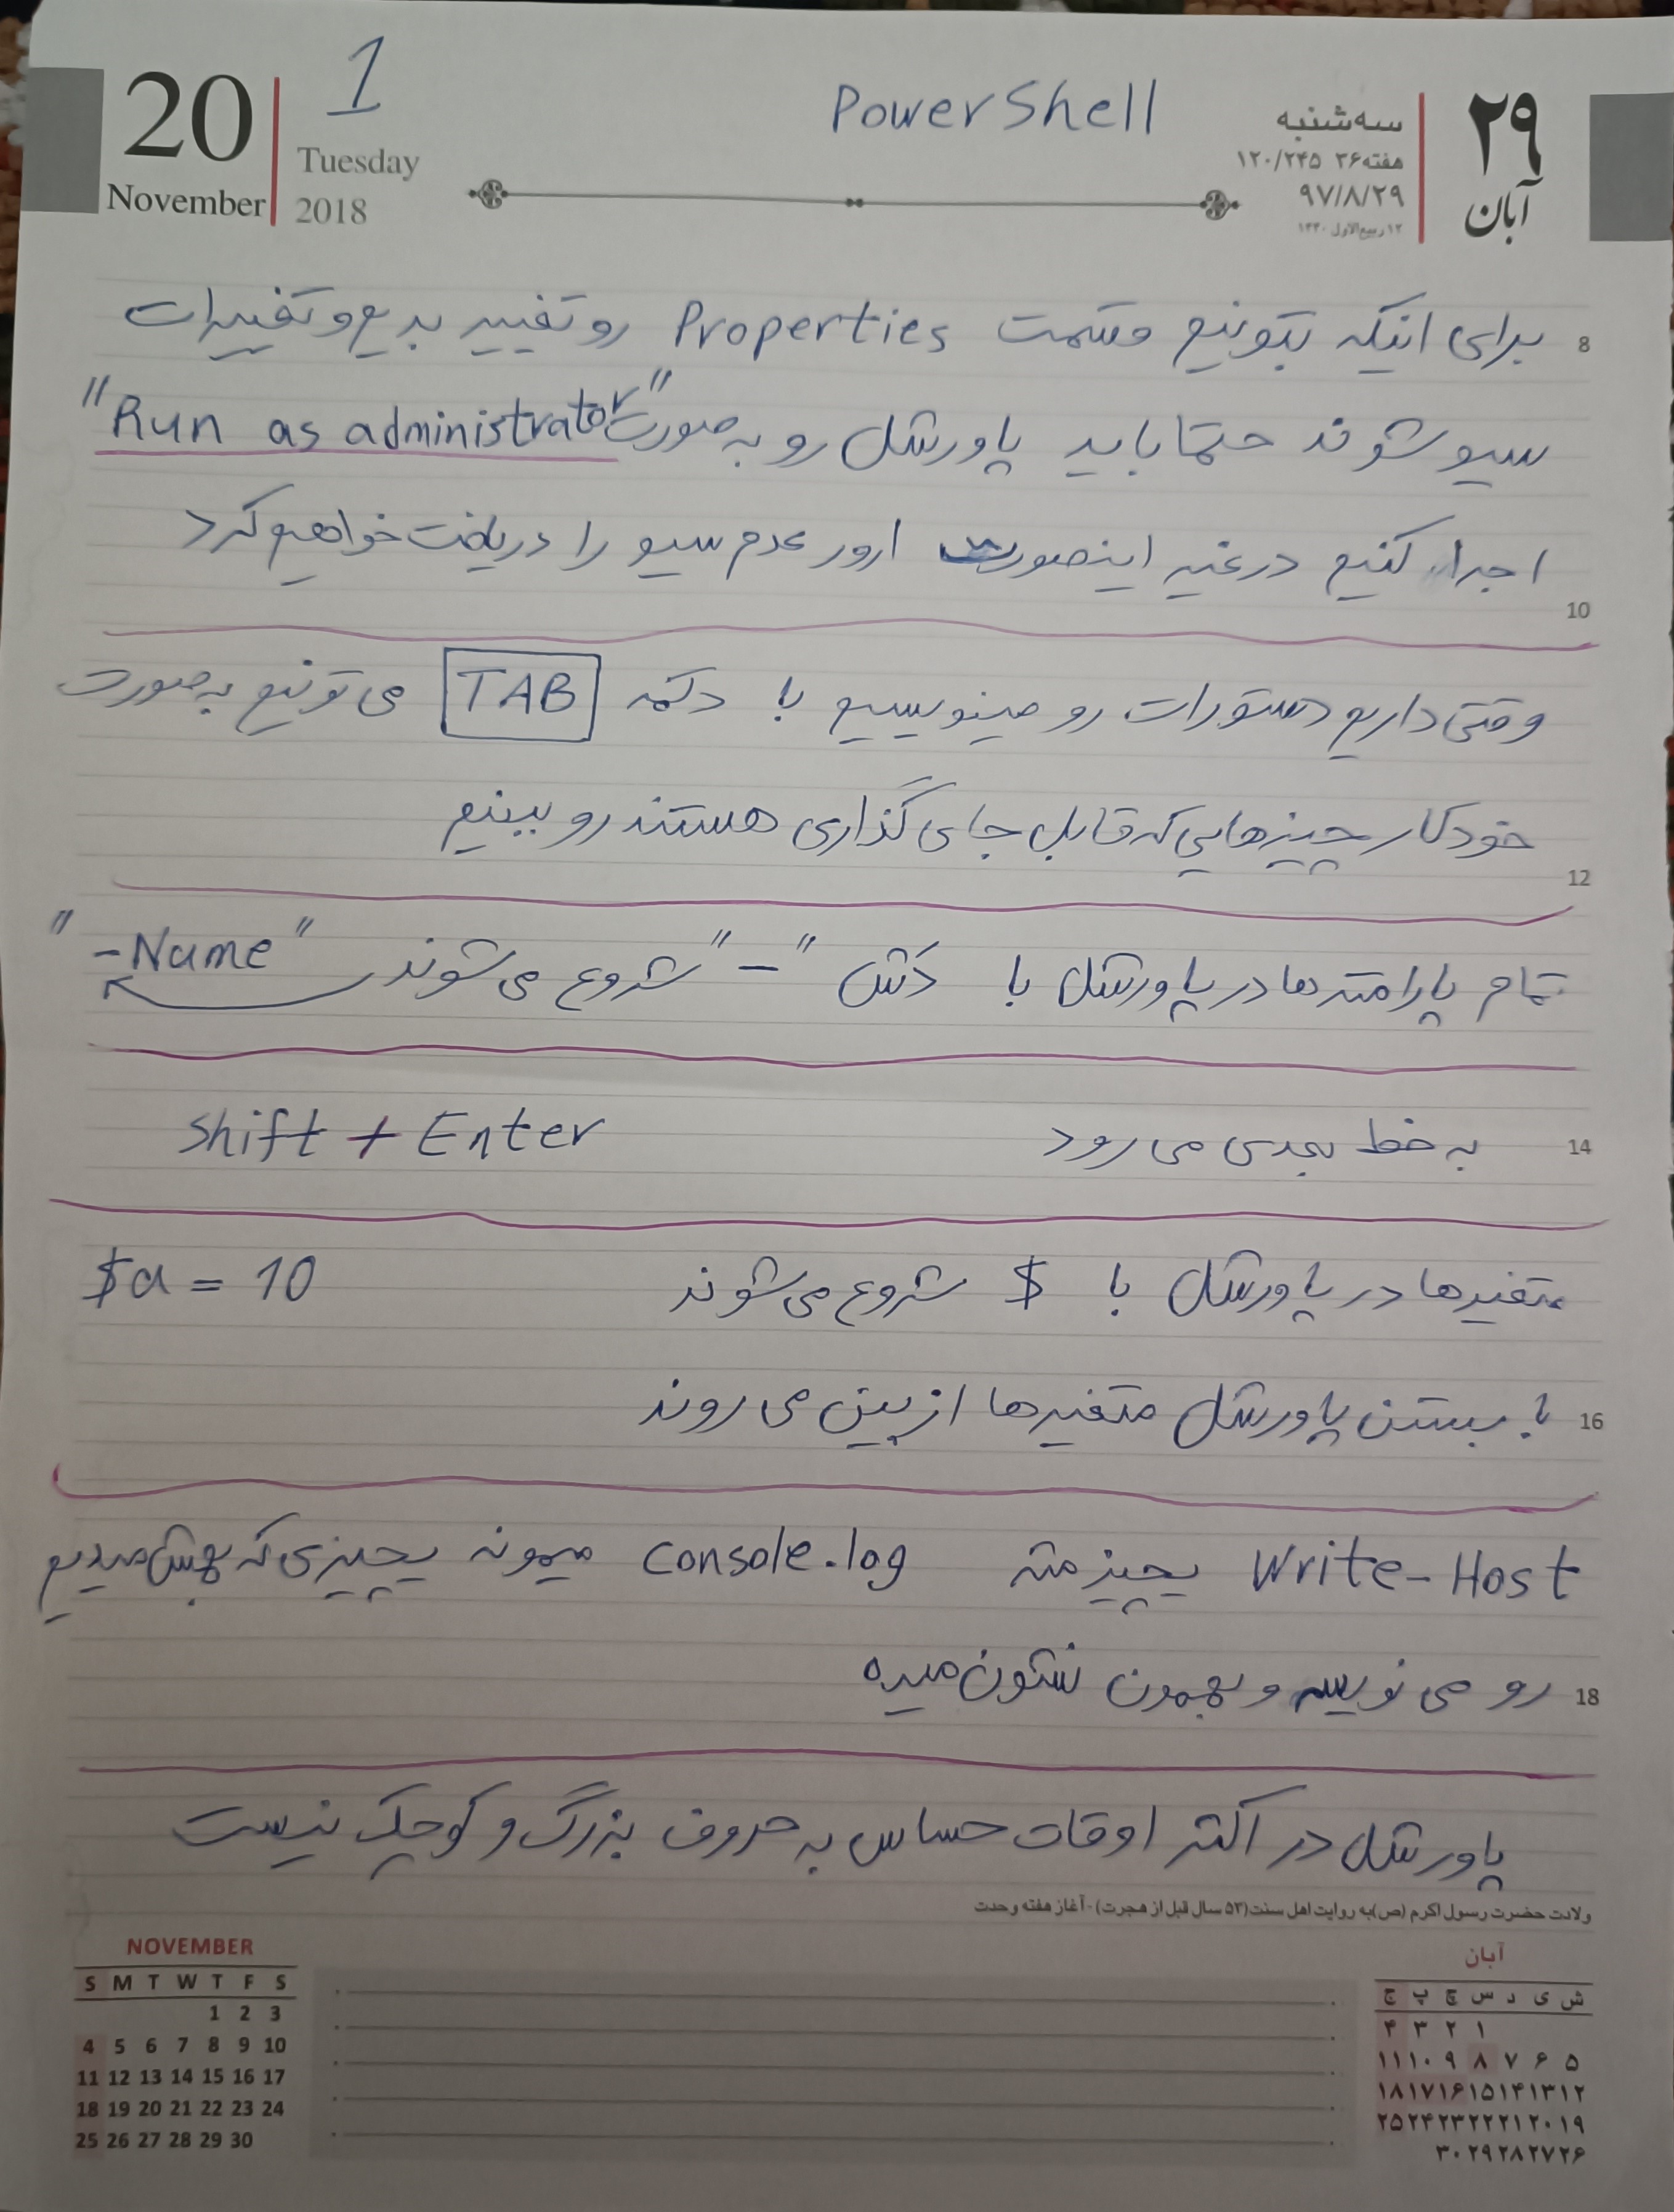 20
November
1
Tuesday
2018
PowerShell
سه‌شنبه
هفته ۳۶ ۱۲۰/۲۴۵
۹۷/۸/۲۹
۱۲ ربیع‌الاول ۱۴۴۰
۲۹
آبان
8 برای اینکه بتونیم قسمت Properties رو تغییر بدیم و تغییرات
سیو شوند حتما باید پاورشل رو به صورت "Run as administrator"
اجرا کنیم در غیر اینصورت ارور عدم سیو را دریافت خواهیم کرد
10
وقتی داریم دستورات رو مینویسیم با دکمه TAB می تونیم به صورت
خودکار چیزهایی که قابل جای گذاری هستند رو ببینیم
12
تمام پارامترها در پاورشل با دَش "-" شروع می شوند "-Name"
14 به خط بعدی می رود Shift + Enter
متغیرها در پاورشل با $ شروع می شوند $a = 10
16 با بستن پاورشل متغیرها از بین می روند
Write-Host یچیز مثه console.log میمونه یچیزی که بهش میدیم
18 رو می نویسه و بهمون نشون میده
پاورشل در اکثر اوقات حساس به حروف بزرگ و کوچک نیست
ولادت حضرت رسول اکرم (ص) به روایت اهل سنت (۵۳ سال قبل از هجرت) - آغاز هفته وحدت
NOVEMBER
S M T W T F S
1 2 3
4 5 6 7 8 9 10
11 12 13 14 15 16 17
18 19 20 21 22 23 24
25 26 27 28 29 30
آبان
ش ی د س چ پ ج
۱ ۲ ۳ ۴
۵ ۶ ۷ ۸ ۹ ۱۰ ۱۱
۱۲ ۱۳ ۱۴ ۱۵ ۱۶ ۱۷ ۱۸
۱۹ ۲۰ ۲۱ ۲۲ ۲۳ ۲۴ ۲۵
۲۶ ۲۷ ۲۸ ۲۹ ۳۰